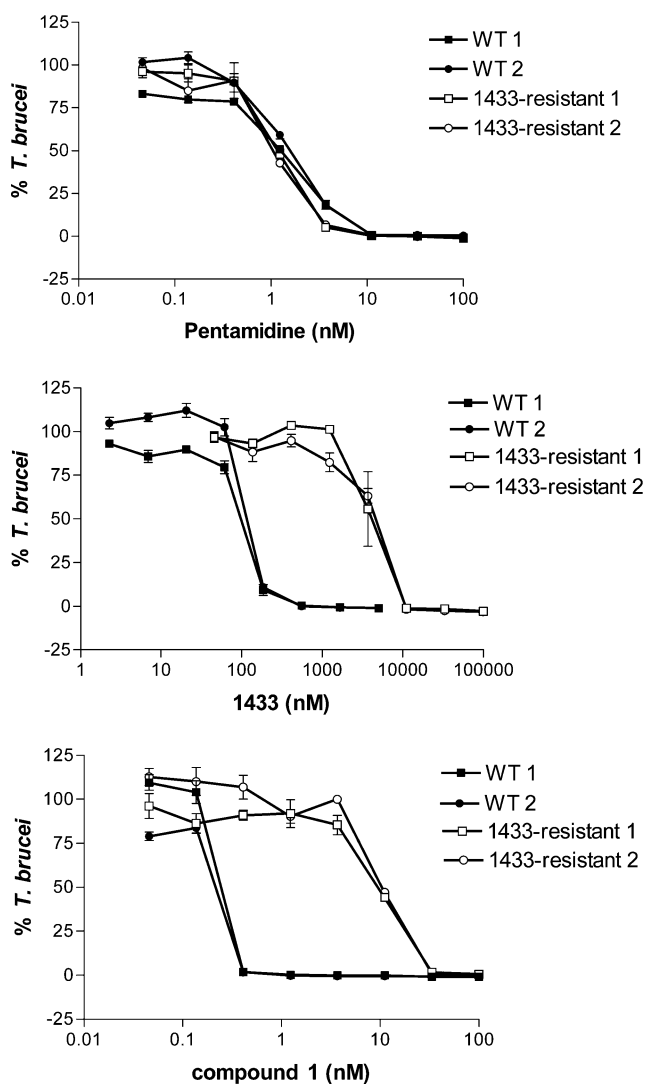 125
100
75
50
25
0
-25
% T. brucei
0.01 0.1 1 10 100
Pentamidine (nM)
WT 1
WT 2
1433-resistant 1
1433-resistant 2
125
100
75
50
25
0
-25
% T. brucei
1 10 100 1000 10000 100000
1433 (nM)
WT 1
WT 2
1433-resistant 1
1433-resistant 2
125
100
75
50
25
0
-25
% T. brucei
0.01 0.1 1 10 100
compound 1 (nM)
WT 1
WT 2
1433-resistant 1
1433-resistant 2